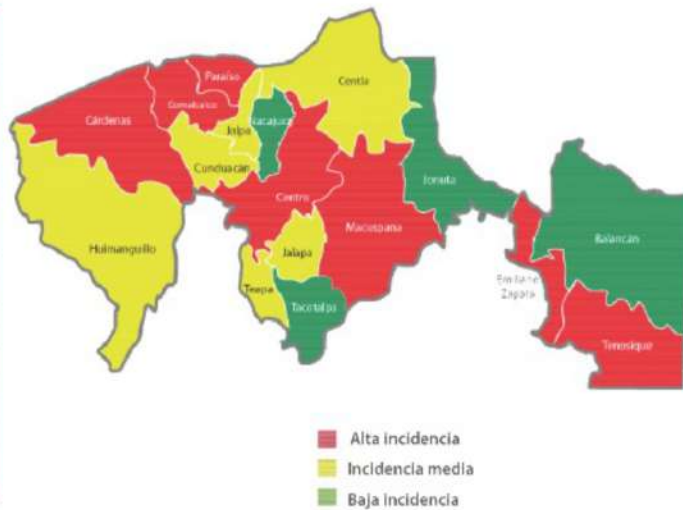 Paraíso
Centla
Comalcalco
Cárdenas
Nacajuca
Jalpa
Cunduacán
Jonuta
Centro
Macuspana
Balancán
Huimanguillo
Jalapa
Emiliano
Zapata
Teapa
Tacotalpa
Tenosique
Alta incidencia
Incidencia media
Baja incidencia